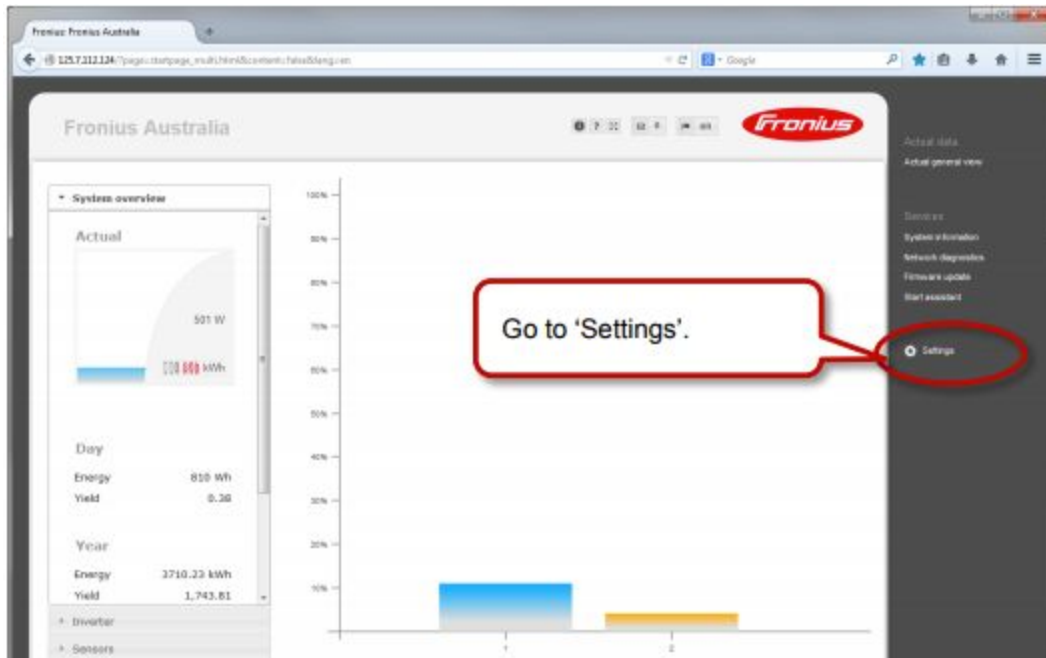 Fronius: Fronius Australia
Google
Fronius Australia
Fronius
Actual data
Actual general view
Services
System information
Network diagnostics
Firmware update
Start assistant
Settings
Go to ‘Settings’.
System overview
Actual
501 W
kWh
Day
Energy 810 Wh
Yield 0.38
Year
Energy 3710.23 kWh
Yield 1,743.81
Inverter
Sensors
100%
90%
80%
70%
60%
50%
40%
30%
20%
10%
1 2